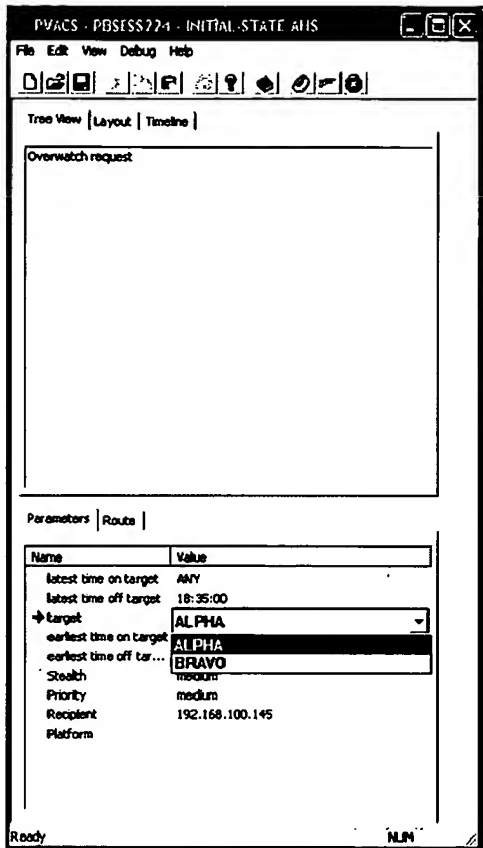 PVACS - PBSESS224 - INITIAL-STATE AHS
File Edit View Debug Help
Tree View Layout Timeline
Overwatch request
Parameters Route
Name Value
latest time on target ANY
latest time off target 18:35:00
target ALPHA
earliest time on target ALPHA
earliest time off tar... BRAVO
Stealth medium
Priority medium
Recipient 192.168.100.145
Platform
Ready NUM